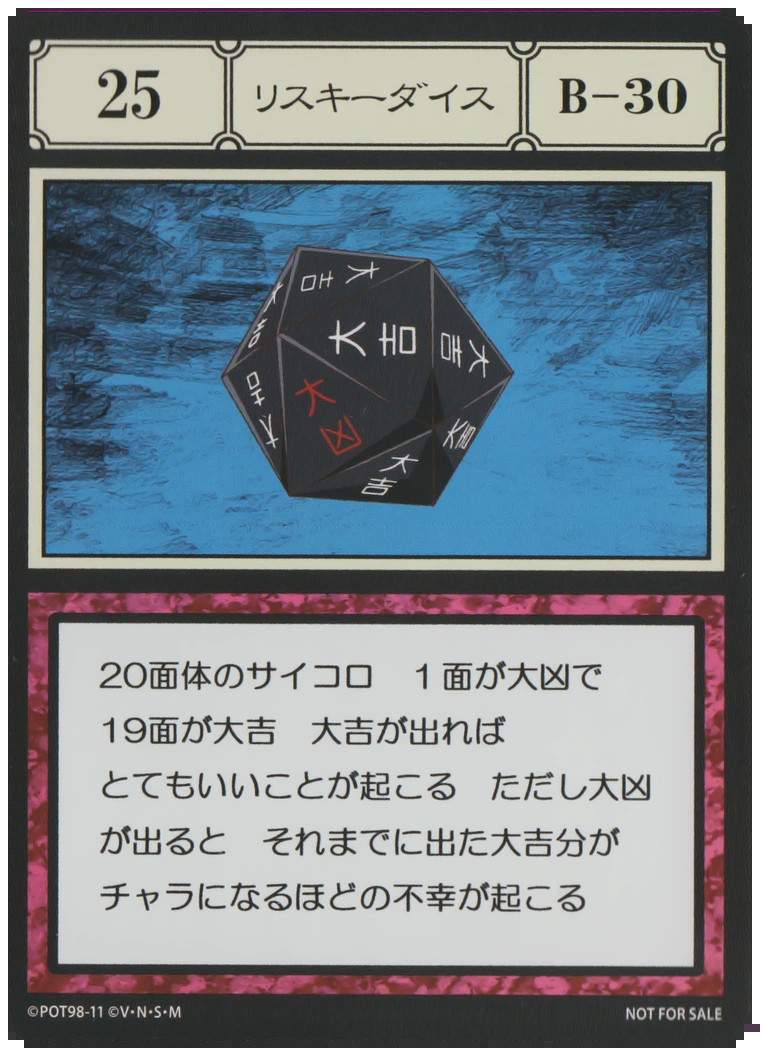 25
リスキーダイス
B-30
大吉
大吉
大吉
大吉
大吉
大凶
大吉
大吉
20面体のサイコロ　1面が大凶で
19面が大吉　大吉が出れば
とてもいいことが起こる　ただし大凶
が出ると　それまでに出た大吉分が
チャラになるほどの不幸が起こる
©POT98-11 ©V・N・S・M
NOT FOR SALE